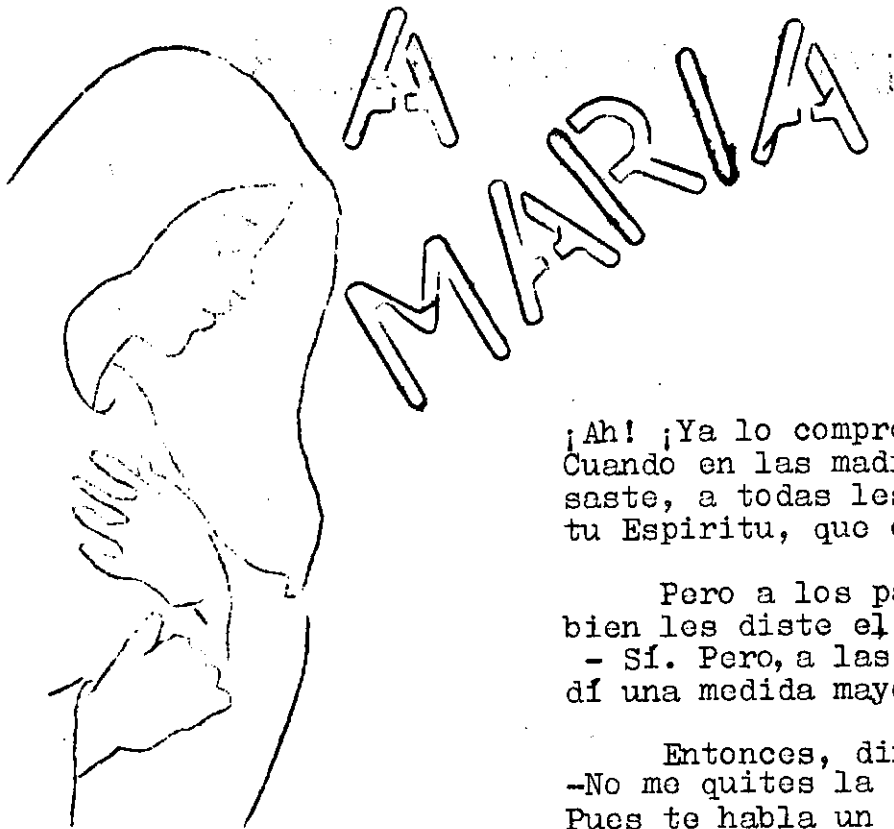 A
MARIA
¡Ah! ¡Ya lo compre
Cuando en las mad
saste, a todas les
tu Espiritu, que
Pero a los pa
bien les diste el
- Sí. Pero, a las
dí una medida may
Entonces, di
-No me quites la
Pues te habla un